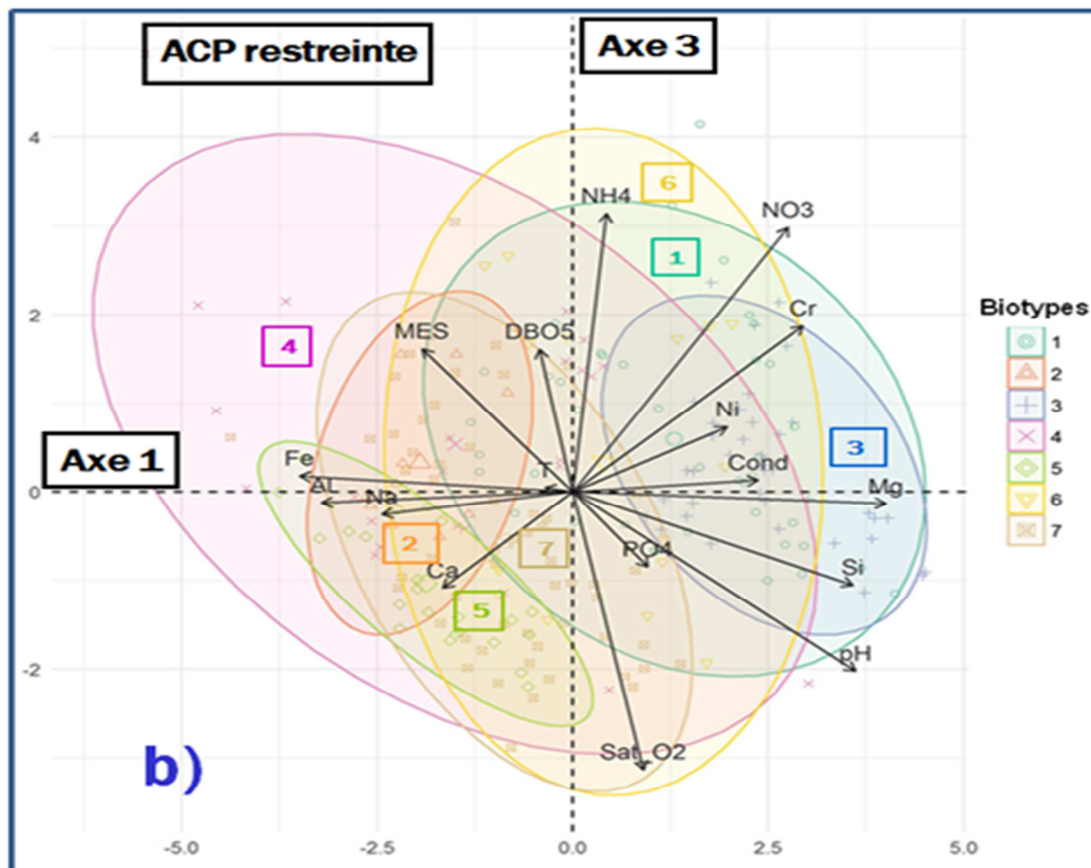 ACP restreinte
Axe 3
4
6
NH4
NO3
1
2
Cr
MES
DBO5
4
Ni
3
Axe 1
Fe
T
Cond
Mg
0
Al
Na
2
7
PO4
Ca
Si
5
pH
-2
Sat_O2
b)
-5.0
-2.5
0.0
2.5
5.0
Biotypes
1
2
3
4
5
6
7